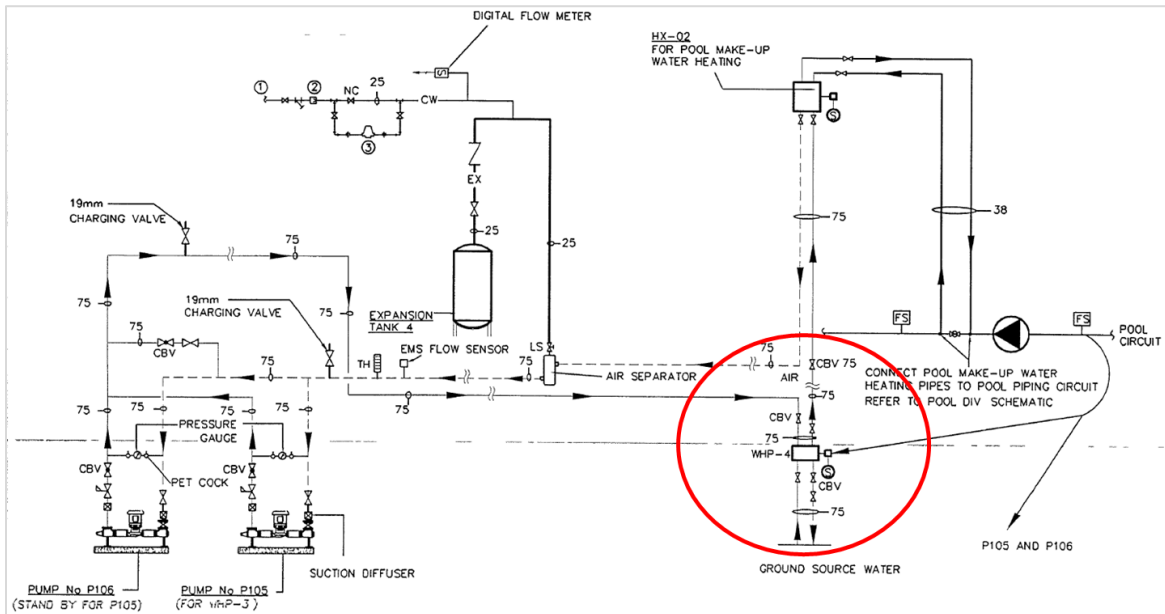 DIGITAL FLOW METER
HX-02
FOR POOL MAKE-UP
WATER HEATING
1
2
NC
25
CW
3
S
S
EX
25
25
75
38
19mm
CHARGING VALVE
75
75
75
19mm
CHARGING VALVE
EXPANSION
TANK 4
EMS FLOW SENSOR
LS
FS
FS
POOL
CIRCUIT
75
CBV
75
TH
75
75
AIR SEPARATOR
75
AIR
CBV 75
75
CONNECT POOL MAKE-UP WATER
HEATING PIPES TO POOL PIPING CIRCUIT
REFER TO POOL DIV SCHEMATIC
75
75
75
75
75
PRESSURE
GAUGE
CBV
75
WHP-4
S
CBV
CBV
PET COCK
CBV
75
P105 AND P106
GROUND SOURCE WATER
SUCTION DIFFUSER
PUMP No P106
(STAND BY FOR P105)
PUMP No P105
(FOR WHP-3)